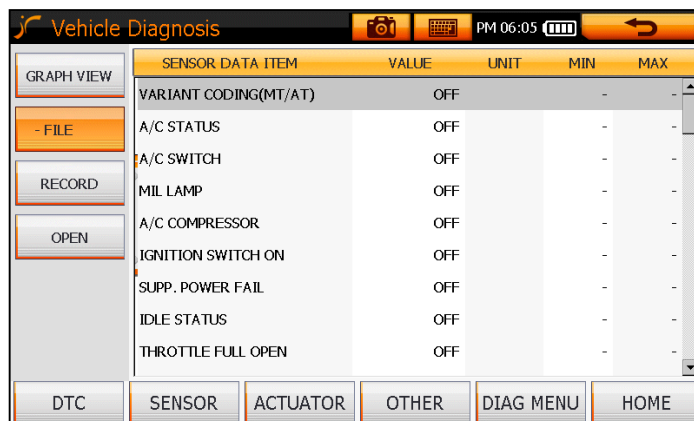 Vehicle Diagnosis PM 06:05
GRAPH VIEW
- FILE
RECORD
OPEN
SENSOR DATA ITEM VALUE UNIT MIN MAX
VARIANT CODING(MT/AT) OFF - -
A/C STATUS OFF - -
A/C SWITCH OFF - -
MIL LAMP OFF - -
A/C COMPRESSOR OFF - -
IGNITION SWITCH ON OFF - -
SUPP. POWER FAIL OFF - -
IDLE STATUS OFF - -
THROTTLE FULL OPEN OFF - -
DTC SENSOR ACTUATOR OTHER DIAG MENU HOME